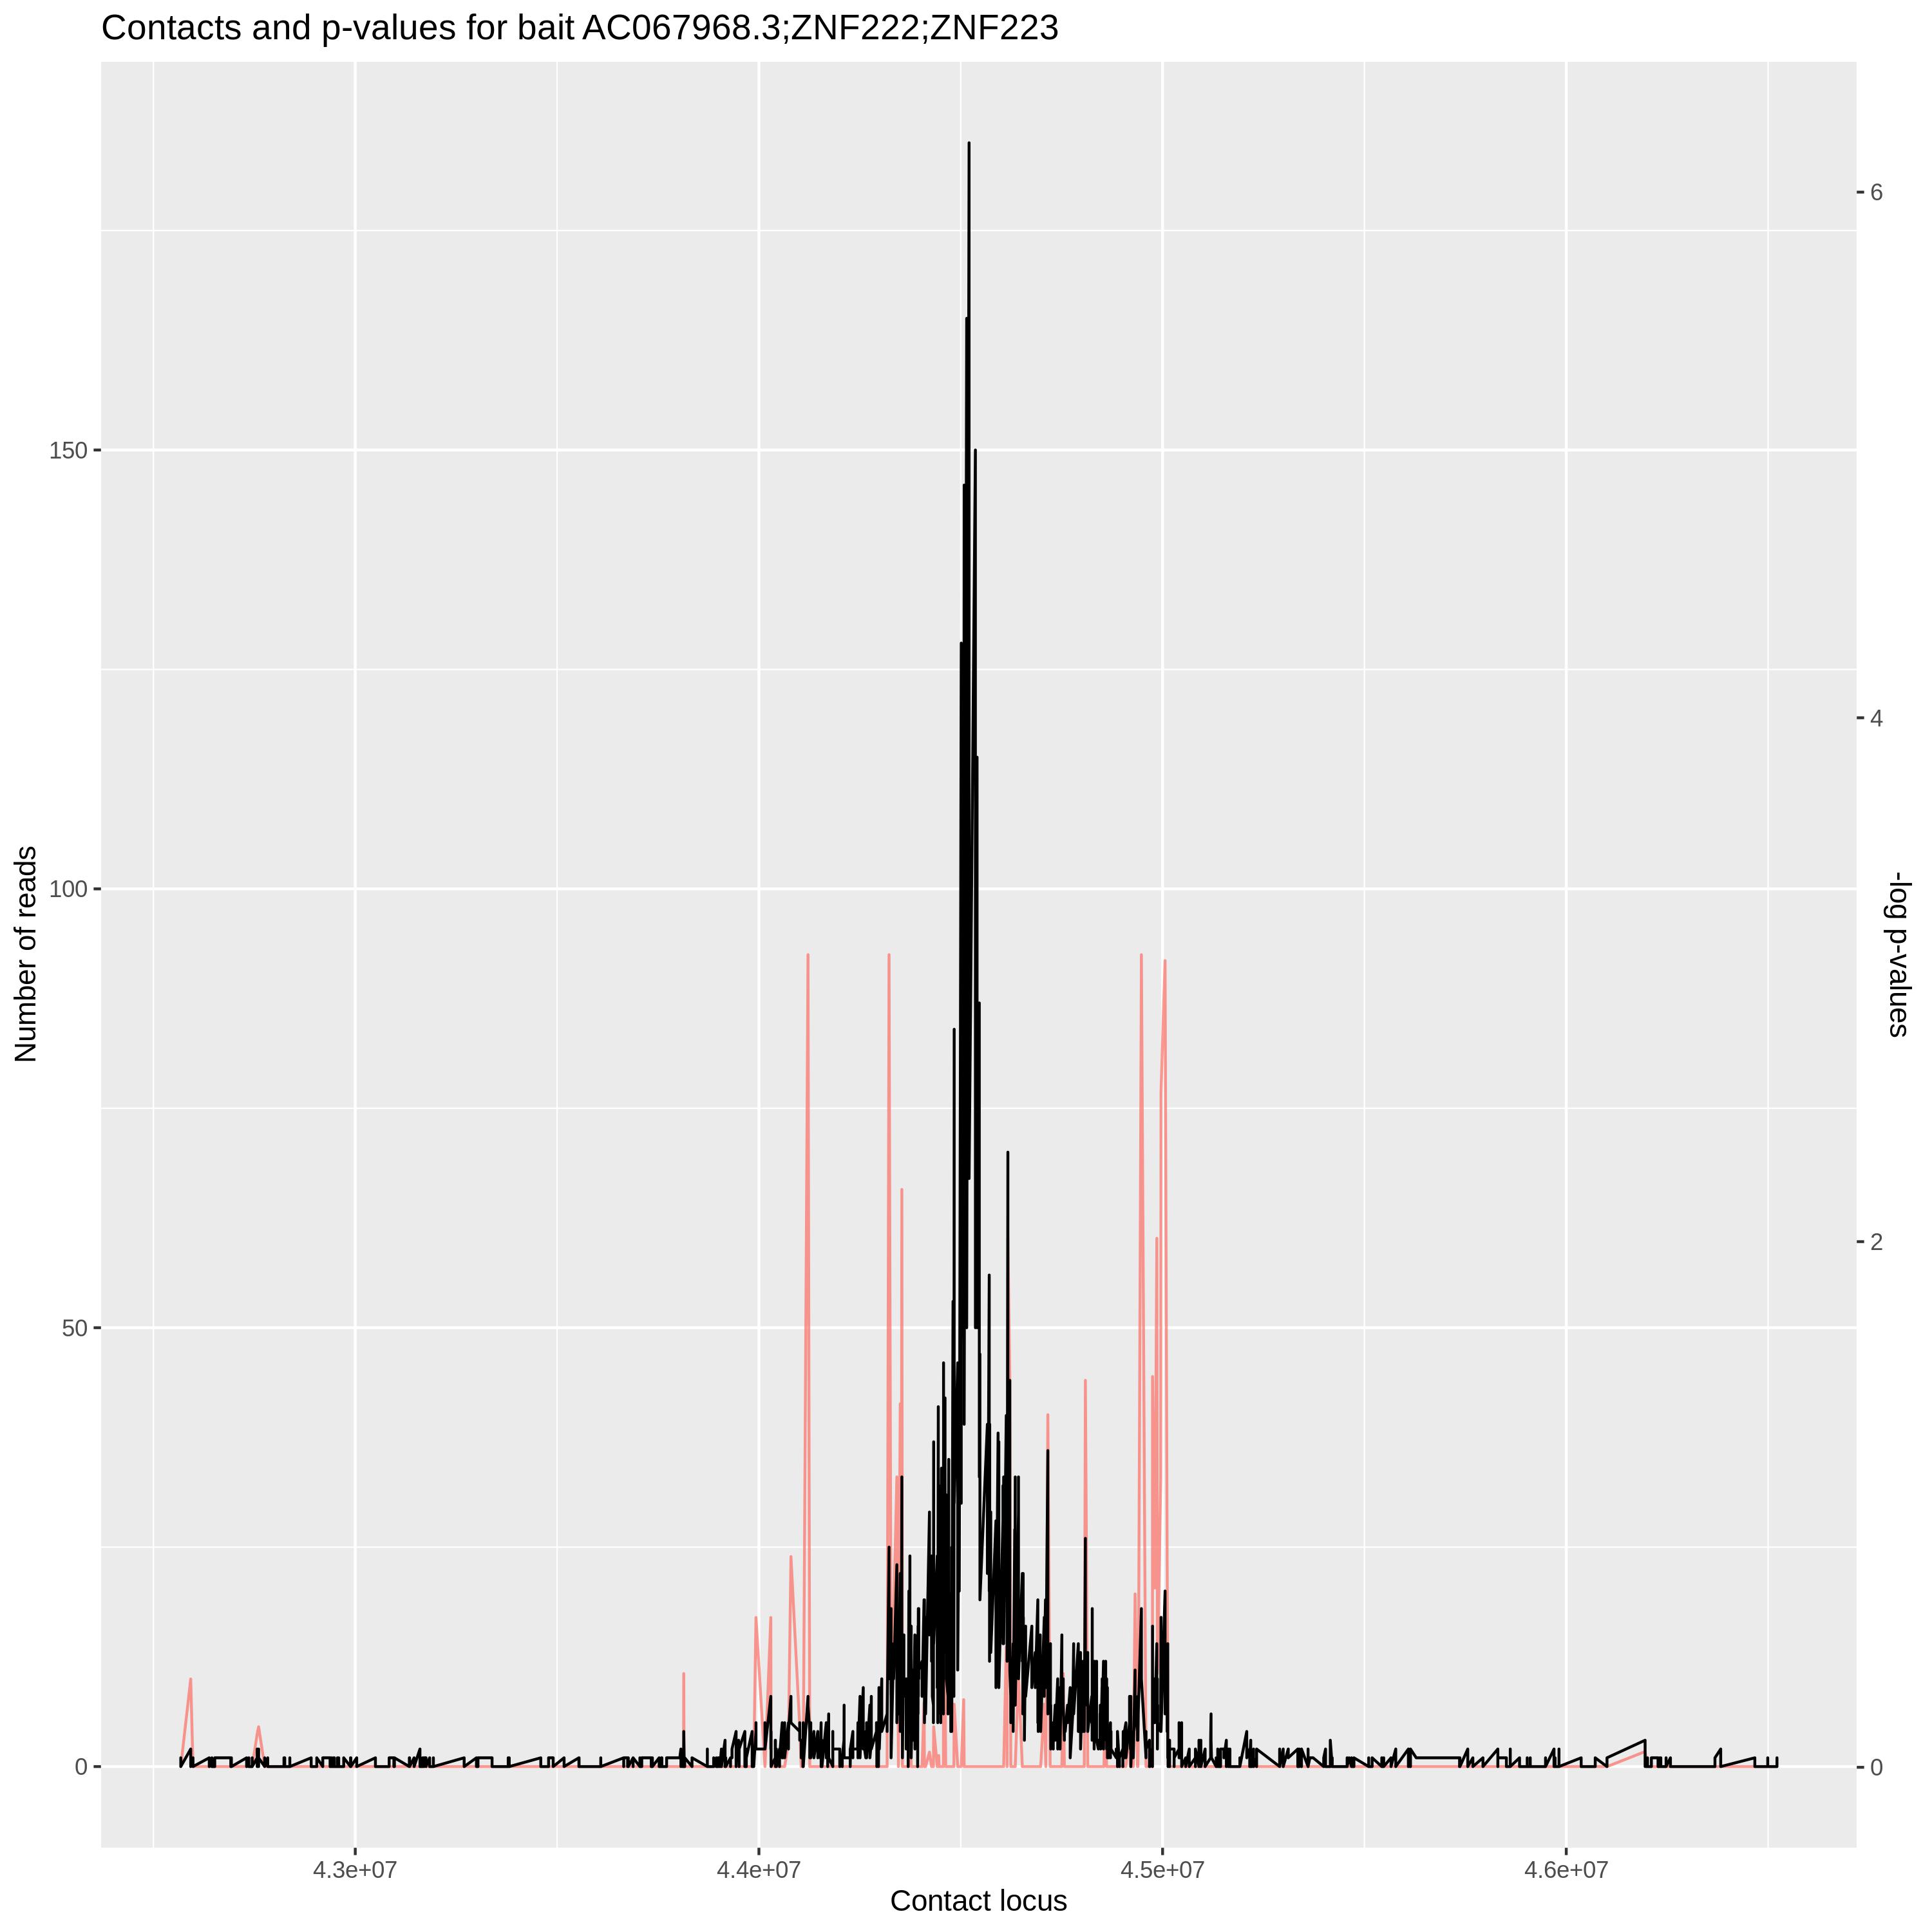 Contacts and p-values for bait AC067968.3;ZNF222;ZNF223
Number of reads
150
100
50
0
6
4
2
0
-log p-values
4.3e+07
4.4e+07
4.5e+07
4.6e+07
Contact locus